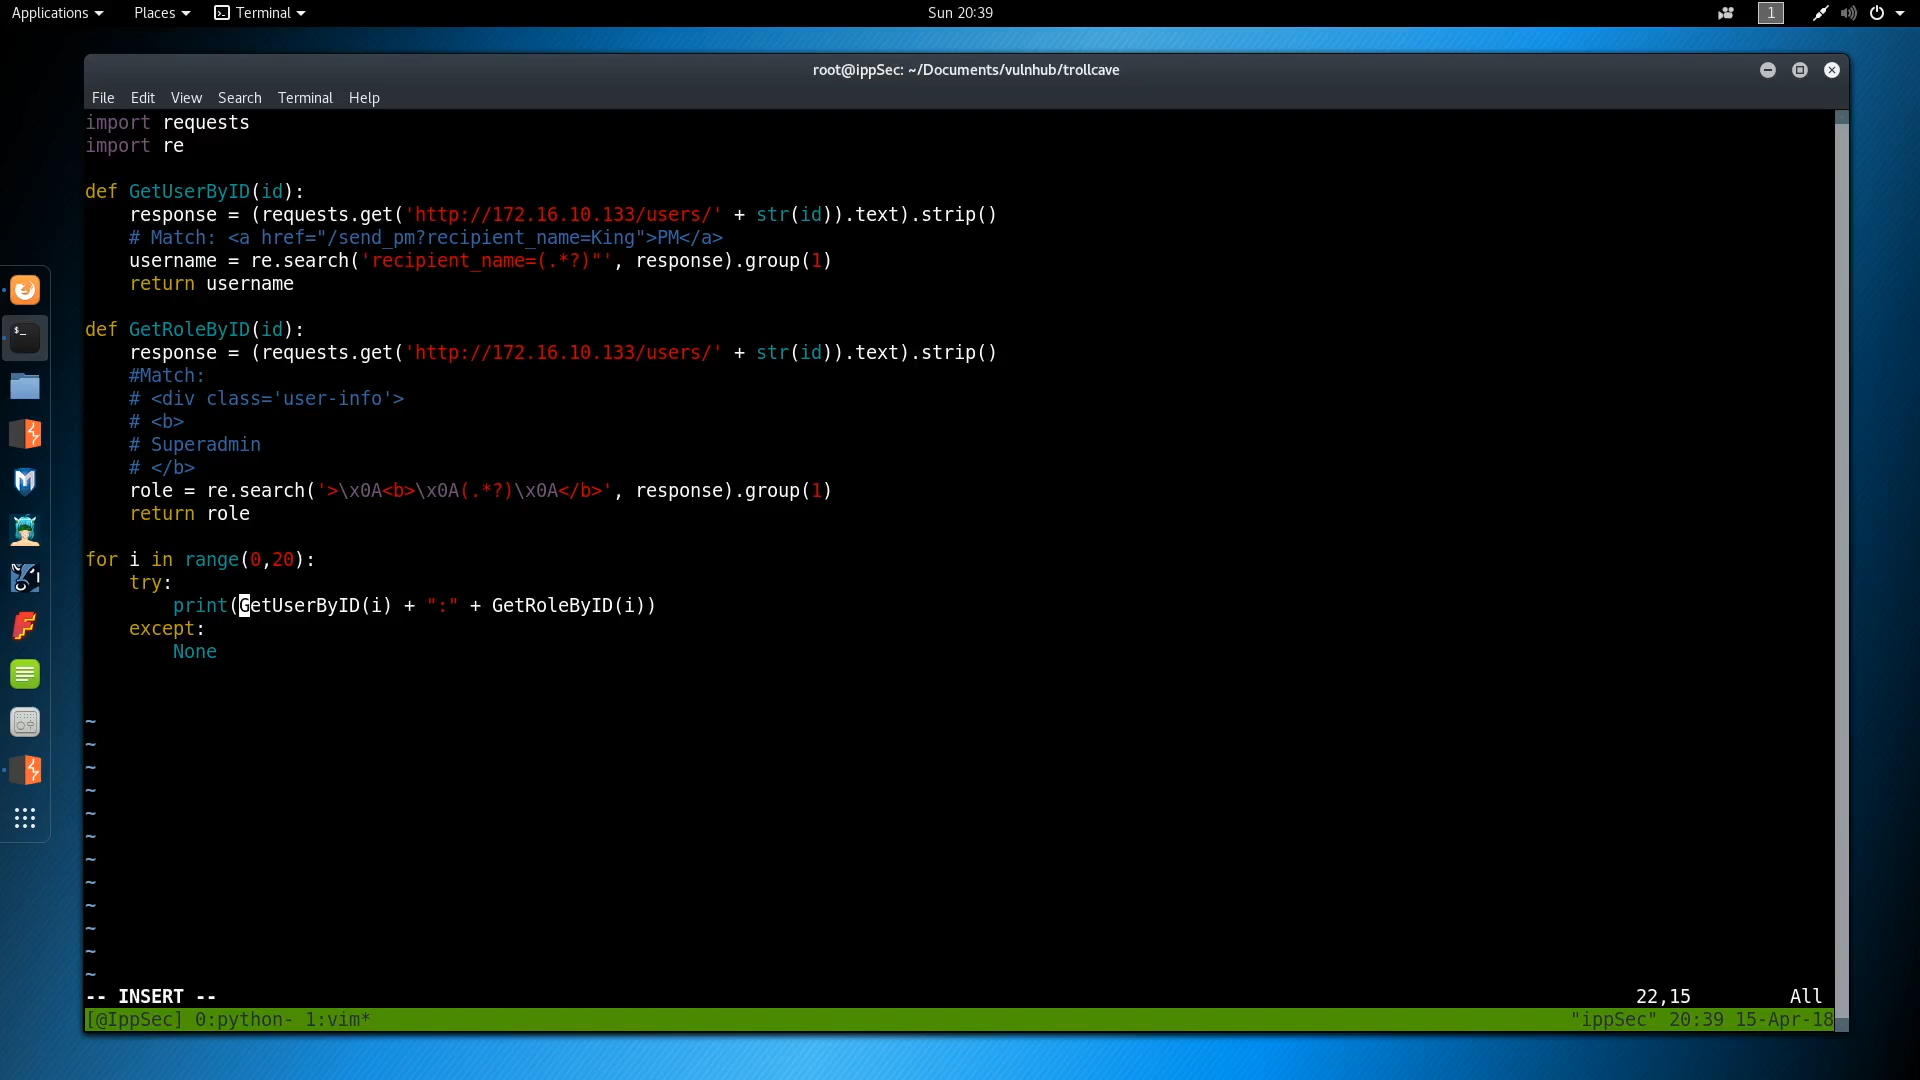 Applications Places Terminal Sun 20:39 1
root@ippSec: ~/Documents/vulnhub/trollcave
File Edit View Search Terminal Help
import requests
import re
def GetUserByID(id):
    response = (requests.get('http://172.16.10.133/users/' + str(id)).text).strip()
    # Match: <a href="/send_pm?recipient_name=King">PM</a>
    username = re.search('recipient_name=(.*?)"', response).group(1)
    return username
def GetRoleByID(id):
    response = (requests.get('http://172.16.10.133/users/' + str(id)).text).strip()
    #Match:
    # <div class='user-info'>
    # <b>
    # Superadmin
    # </b>
    role = re.search('>\x0A<b>\x0A(.*?)\x0A</b>', response).group(1)
    return role
for i in range(0,20):
    try:
        print(GetUserByID(i) + ":" + GetRoleByID(i))
    except:
        None
~
~
~
~
~
~
~
~
~
~
~
~
-- INSERT -- 22,15 All
[@IppSec] 0:python- 1:vim* "ippSec" 20:39 15-Apr-18